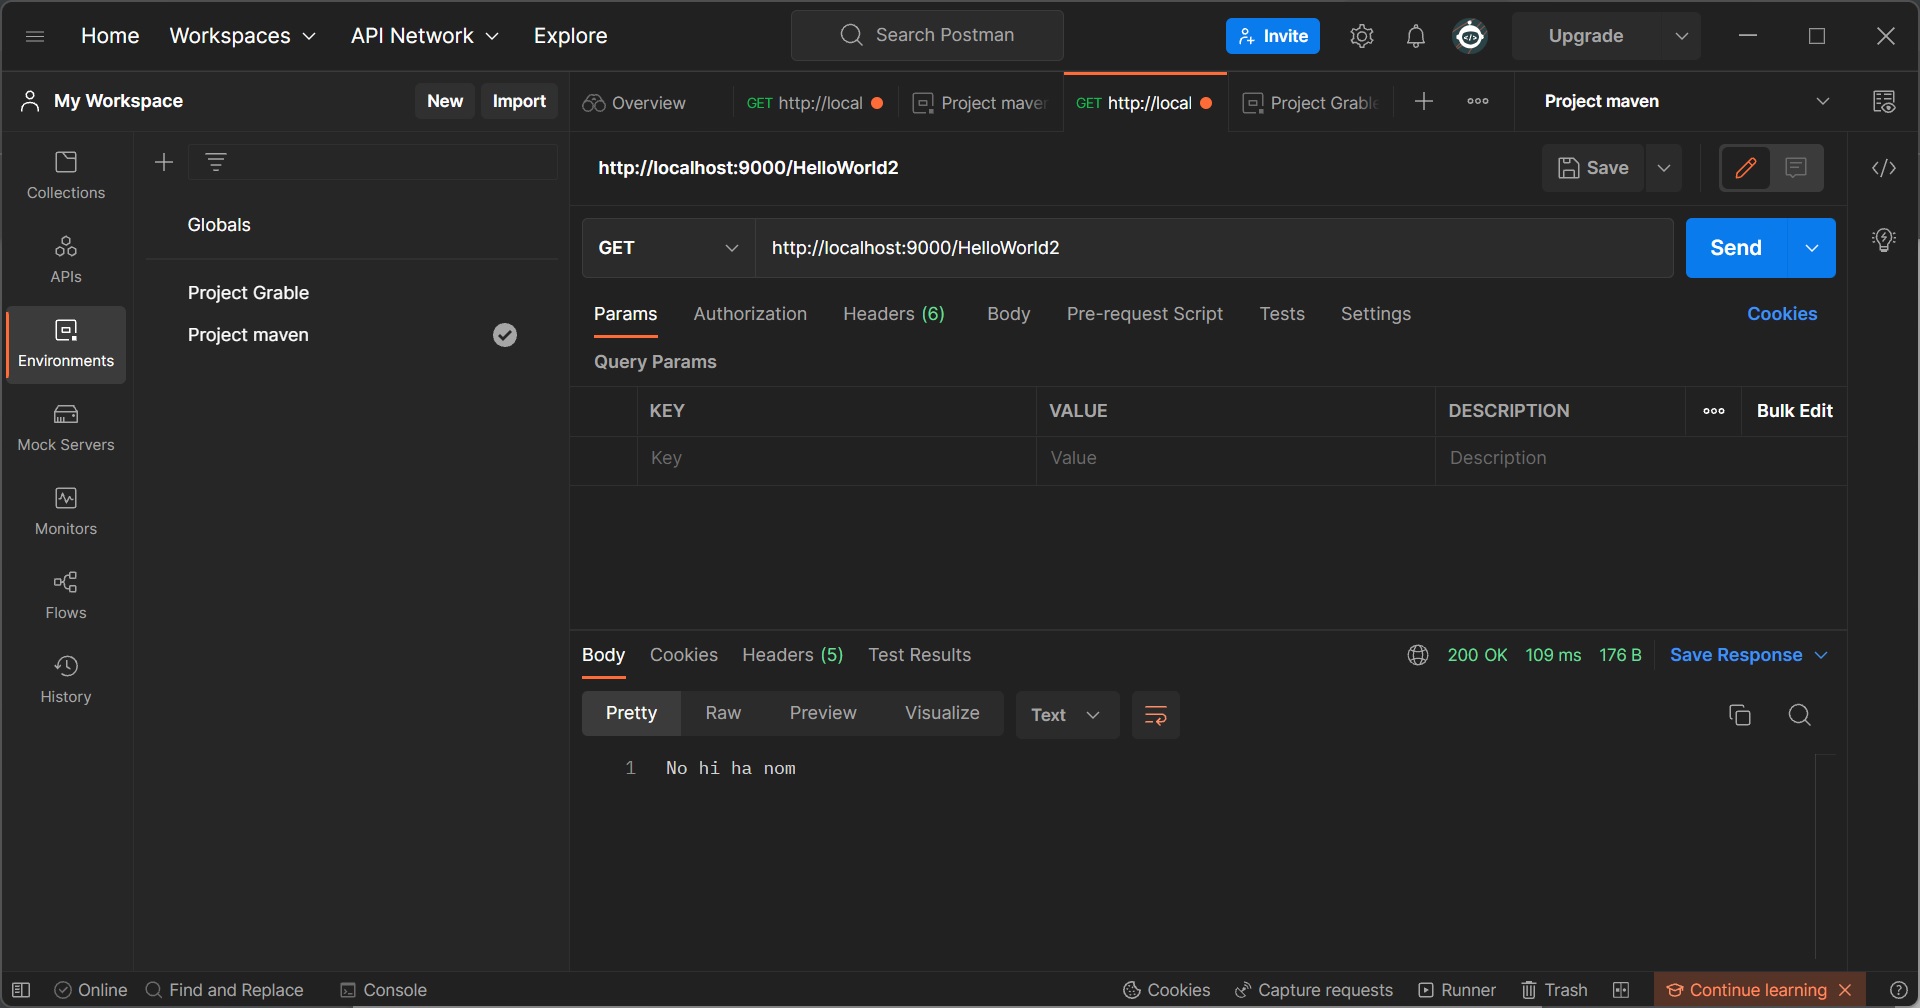 Home Workspaces API Network Explore Search Postman Invite Upgrade
My Workspace New Import Overview GET http://local Project maven GET http://local Project Grable Project maven
Collections
APIs
Environments
Mock Servers
Monitors
Flows
History
Globals
Project Grable
Project maven
http://localhost:9000/HelloWorld2 Save
GET http://localhost:9000/HelloWorld2 Send
Params Authorization Headers (6) Body Pre-request Script Tests Settings Cookies
Query Params
KEY VALUE DESCRIPTION Bulk Edit
Key Value Description
Body Cookies Headers (5) Test Results 200 OK 109 ms 176 B Save Response
Pretty Raw Preview Visualize Text
1 No hi ha nom
Online Find and Replace Console Cookies Capture requests Runner Trash Continue learning